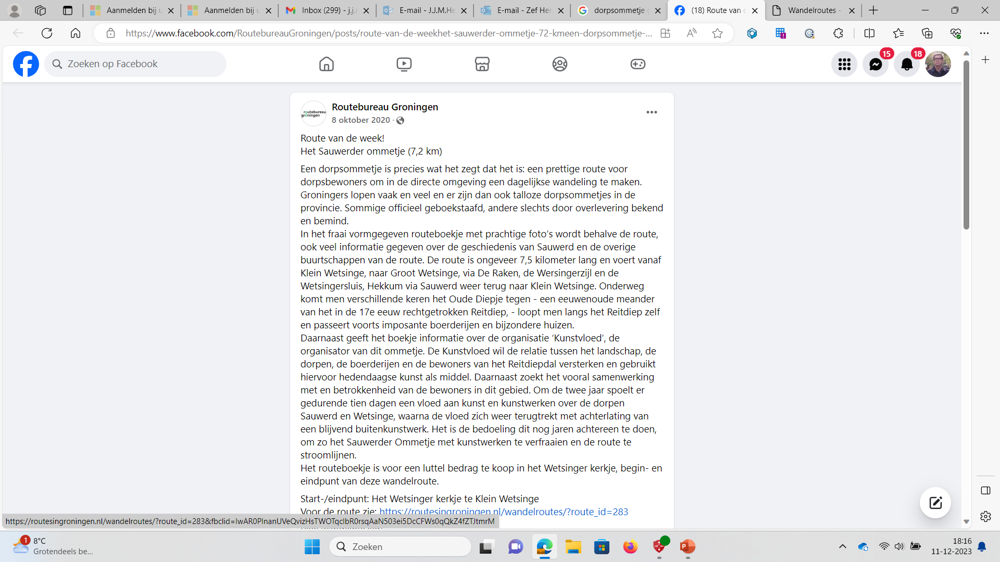 Aanmelden bij u
Aanmelden bij u
Inbox (299) - j.j.r
E-mail - J.J.M.He
E-mail - Zef Her
dorpsommetje
(18) Route van
Wandelroutes -
https://www.facebook.com/RoutebureauGroningen/posts/route-van-de-weekhet-sauwerder-ommetje-72-kmeen-dorpsommetje-...
Zoeken op Facebook
15
18
routebureau
groningen
Routebureau Groningen
8 oktober 2020 ·
Route van de week!
Het Sauwerder ommetje (7,2 km)
Een dorpsommetje is precies wat het zegt dat het is: een prettige route voor
dorpsbewoners om in de directe omgeving een dagelijkse wandeling te maken.
Groningers lopen vaak en veel en er zijn dan ook talloze dorpsommetjes in de
provincie. Sommige officieel geboekstaafd, andere slechts door overlevering bekend
en bemind.
In het fraai vormgegeven routeboekje met prachtige foto's wordt behalve de route,
ook veel informatie gegeven over de geschiedenis van Sauwerd en de overige
buurtschappen van de route. De route is ongeveer 7,5 kilometer lang en voert vanaf
Klein Wetsinge, naar Groot Wetsinge, via De Raken, de Wersingerzijl en de
Wetsingersluis, Hekkum via Sauwerd weer terug naar Klein Wetsinge. Onderweg
komt men verschillende keren het Oude Diepje tegen - een eeuwenoude meander
van het in de 17e eeuw rechtgetrokken Reitdiep, - loopt men langs het Reitdiep zelf
en passeert voorts imposante boerderijen en bijzondere huizen.
Daarnaast geeft het boekje informatie over de organisatie ‘Kunstvloed’, de
organisator van dit ommetje. De Kunstvloed wil de relatie tussen het landschap, de
dorpen, de boerderijen en de bewoners van het Reitdiepdal versterken en gebruikt
hiervoor hedendaagse kunst als middel. Daarnaast zoekt het vooral samenwerking
met en betrokkenheid van de bewoners in dit gebied. Om de twee jaar spoelt er
gedurende tien dagen een vloed aan kunst en kunstwerken over de dorpen
Sauwerd en Wetsinge, waarna de vloed zich weer terugtrekt met achterlating van
een blijvend buitenkunstwerk. Het is de bedoeling dit nog jaren achtereen te doen,
om zo het Sauwerder Ommetje met kunstwerken te verfraaien en de route te
stroomlijnen.
Het routeboekje is voor een luttel bedrag te koop in het Wetsinger kerkje, begin- en
eindpunt van deze wandelroute.
Start-/eindpunt: Het Wetsinger kerkje te Klein Wetsinge
Voor de route zie: https://routesingroningen.nl/wandelroutes/?route_id=283
https://routesingroningen.nl/wandelroutes/?route_id=283&fbclid=IwAR0PlnanUVeQvizHsTWOTqclbR0rsqAaN503ei5DcCFWs0qQkZ4fZTJtmrM
1
8°C
Grotendeels be...
Zoeken
18:16
11-12-2023